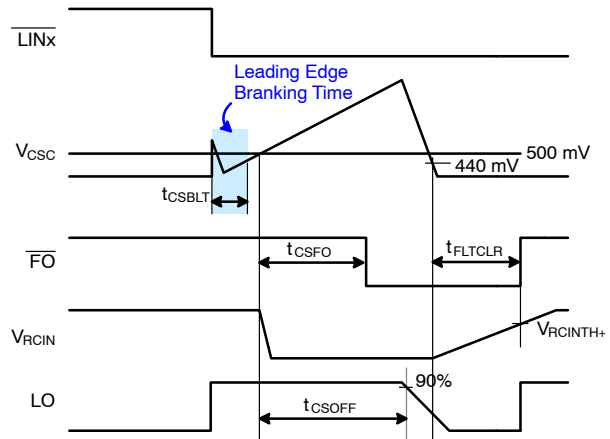 LINx
Leading Edge
Branking Time
VCSC
500 mV
440 mV
tCSBLT
FO
tCSFO
tFLTCLR
VRCIN
VRCINTH+
LO
90%
tCSOFF